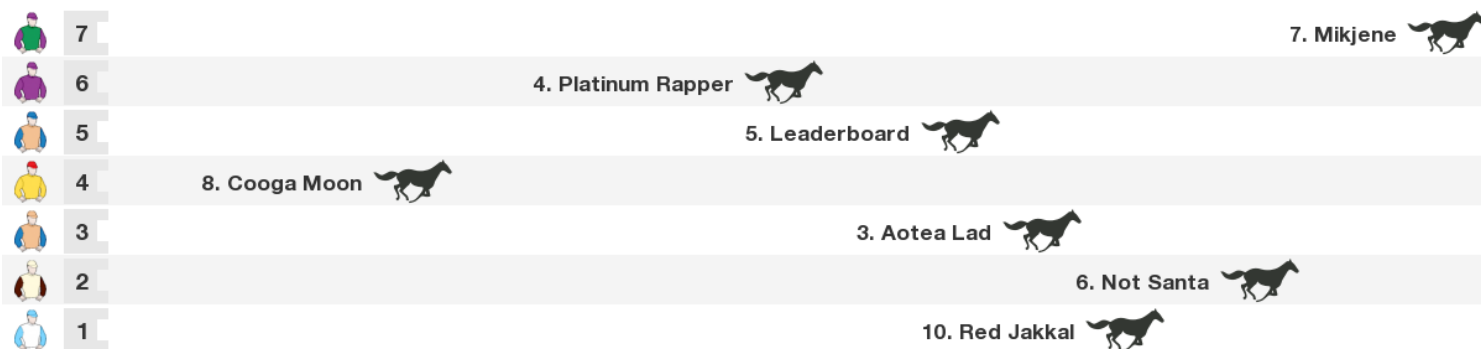 7 7. Mikjene
6 4. Platinum Rapper
5 5. Leaderboard
4 8. Cooga Moon
3 3. Aotea Lad
2 6. Not Santa
1 10. Red Jakkal